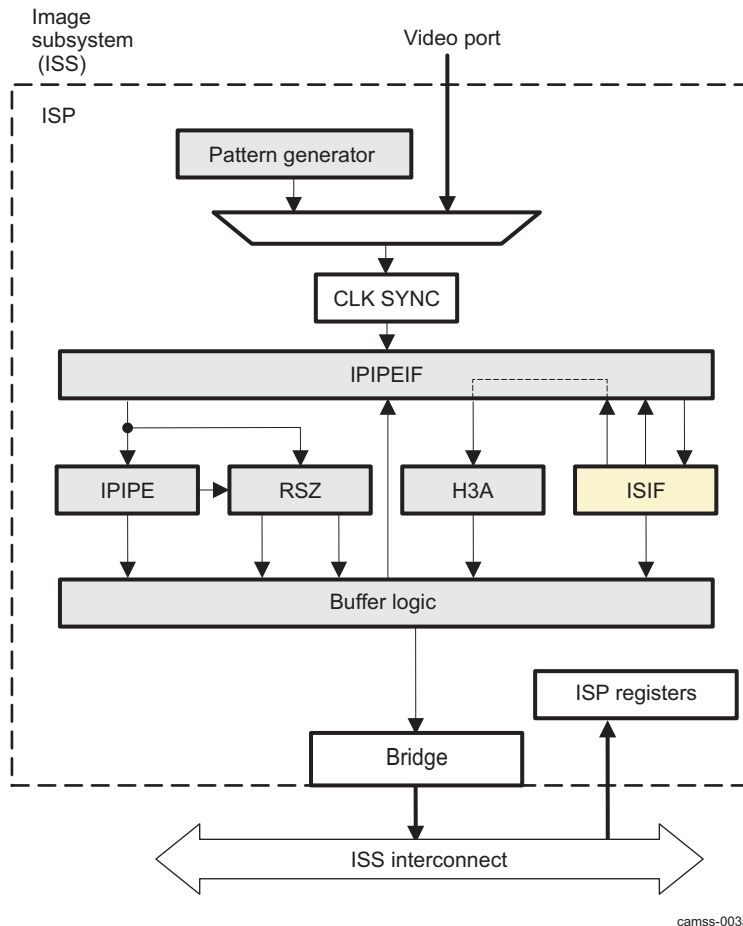 Image
subsystem
(ISS)
Video port
ISP
Pattern generator
CLK SYNC
IPIPEIF
IPIPE
RSZ
H3A
ISIF
Buffer logic
ISP registers
Bridge
ISS interconnect